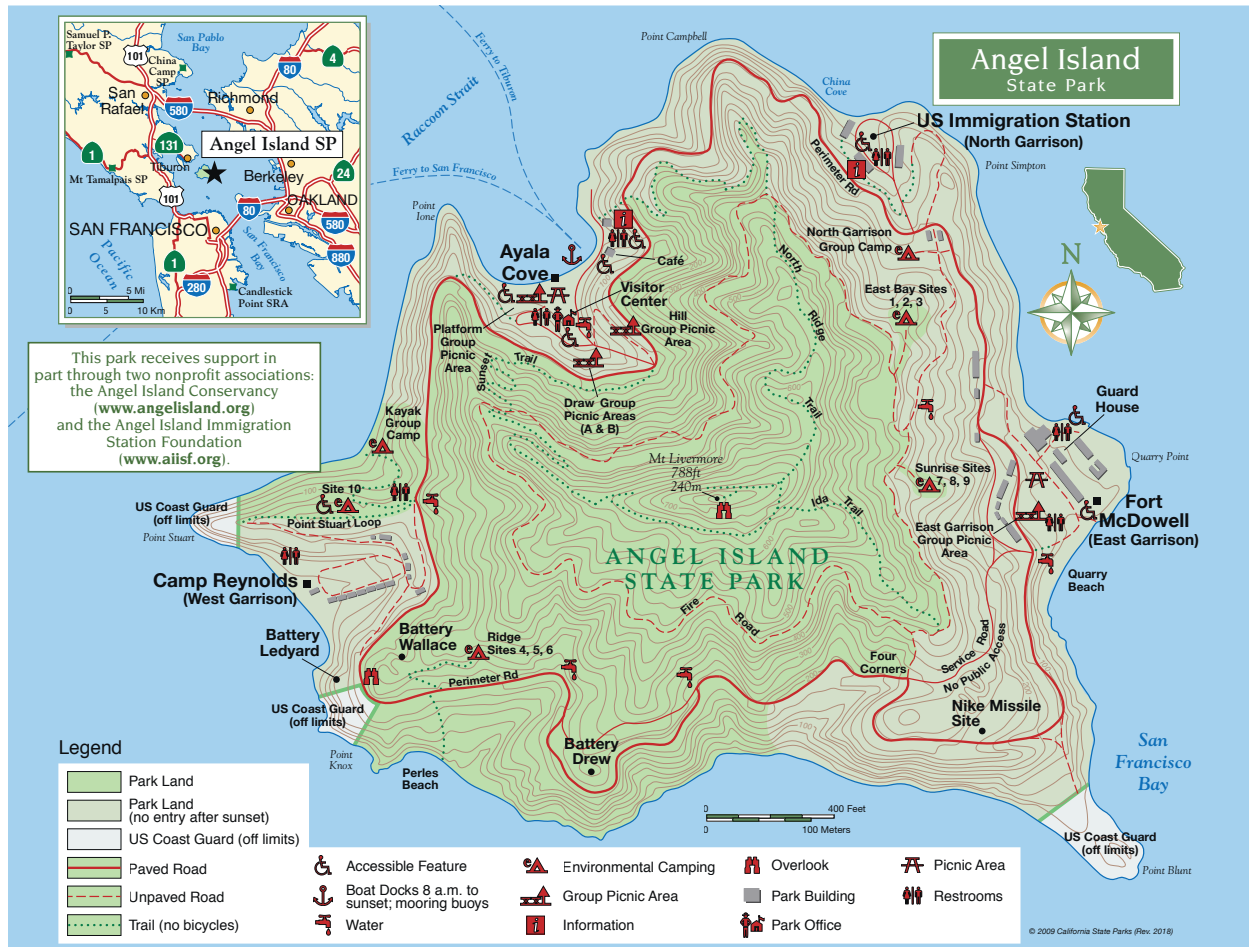 Angel Island
State Park
Samuel P.
Taylor SP
101
San Pablo
Bay
China
Camp
SP
4
80
San
Rafael
Richmond
580
131
1
Angel Island SP
Tiburon
Mt Tamalpais SP
Berkeley
24
101
80
OAKLAND
580
SAN FRANCISCO
880
Pacific
Ocean
1
San
Francisco
Bay
280
Candlestick
Point SRA
0 5 Mi
0 5 10 Km
This park receives support in
part through two nonprofit associations:
the Angel Island Conservancy
(www.angelisland.org)
and the Angel Island Immigration
Station Foundation
(www.aiisf.org).
Raccoon Strait
Ferry to Tiburon
Ferry to San Francisco
Point Campbell
China
Cove
US Immigration Station
(North Garrison)
Point Simpton
Perimeter Rd
Point
Ione
Ayala
Cove
Café
Visitor
Center
Hill
Group Picnic
Area
Platform
Group
Picnic
Area
Sunset
Trail
Draw Group
Picnic Areas
(A & B)
North
Ridge
Trail
North Garrison
Group Camp
East Bay Sites
1, 2, 3
N
Guard
House
Quarry Point
Kayak
Group
Camp
Mt Livermore
788ft
240m
Sunrise Sites
7, 8, 9
Ida
Trail
Fort
McDowell
(East Garrison)
East Garrison
Group Picnic
Area
Quarry
Beach
Site 10
Point Stuart Loop
US Coast Guard
(off limits)
Point Stuart
Camp Reynolds
(West Garrison)
ANGEL ISLAND
STATE PARK
Fire
Road
Battery
Ledyard
Battery
Wallace
Ridge
Sites 4, 5, 6
Perimeter Rd
Four
Corners
Service Road
No Public Access
Nike Missile
Site
US Coast Guard
(off limits)
Point
Knox
Perles
Beach
Battery
Drew
San
Francisco
Bay
US Coast Guard
(off limits)
Point Blunt
0 400 Feet
0 100 Meters
Legend
Park Land
Park Land
(no entry after sunset)
US Coast Guard (off limits)
Paved Road
Unpaved Road
Trail (no bicycles)
Accessible Feature
Boat Docks 8 a.m. to
sunset; mooring buoys
Water
Environmental Camping
Group Picnic Area
Information
Overlook
Park Building
Park Office
Picnic Area
Restrooms
© 2009 California State Parks (Rev. 2018)